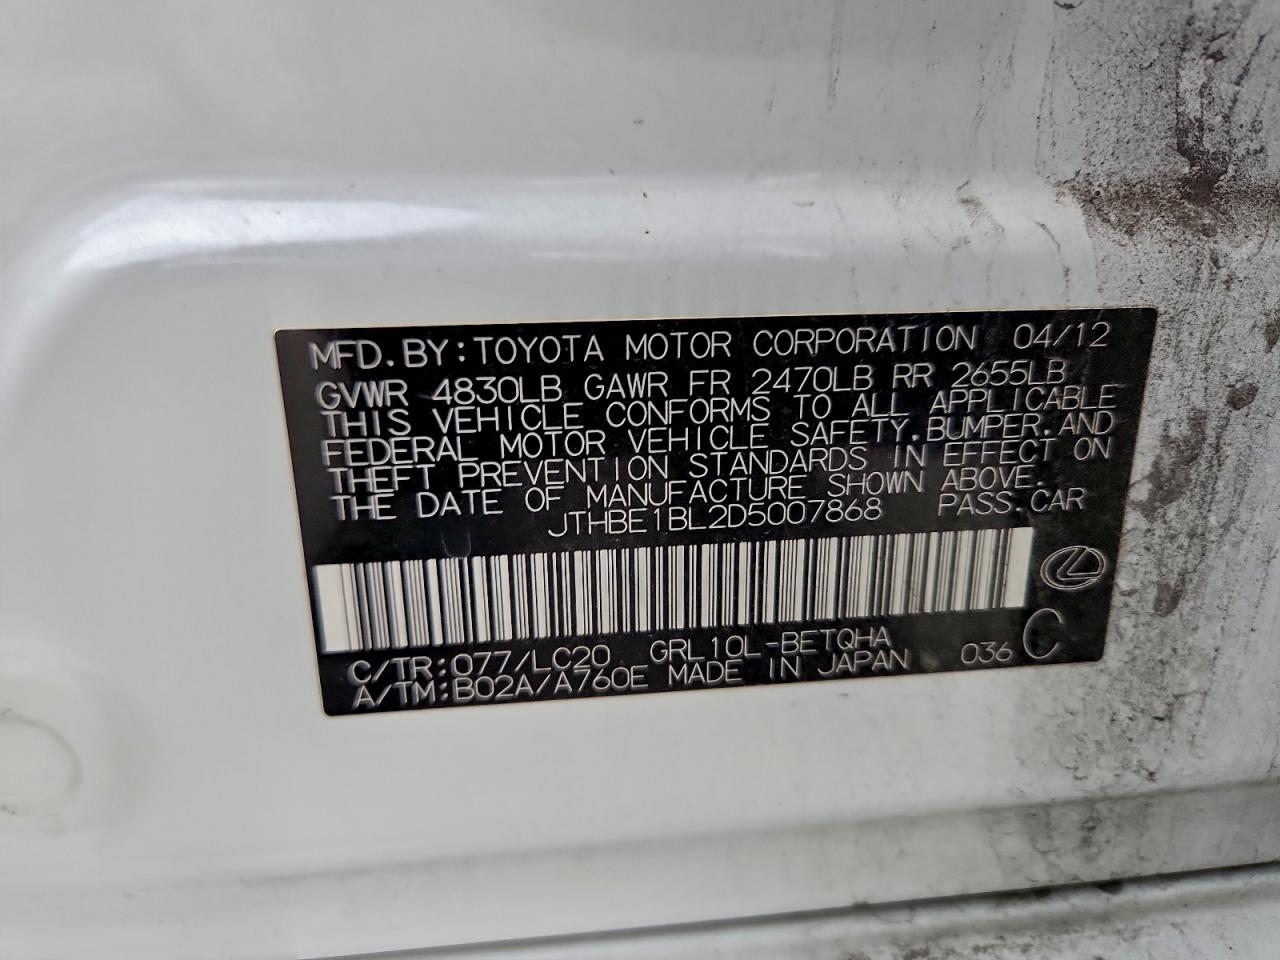 MFD.BY:TOYOTA MOTOR CORPORATION 04/12
GVWR 4830LB GAWR FR 2470LB RR 2655LB
THIS VEHICLE CONFORMS TO ALL APPLICABLE
FEDERAL MOTOR VEHICLE SAFETY,BUMPER,AND
THEFT PREVENTION STANDARDS IN EFFECT ON
THE DATE OF MANUFACTURE SHOWN ABOVE.
JTHBE1BL2D5007868 PASS.CAR
C/TR:077/LC20 GRL10L-BETQHA
A/TM:B02A/A760E MADE IN JAPAN 036 C